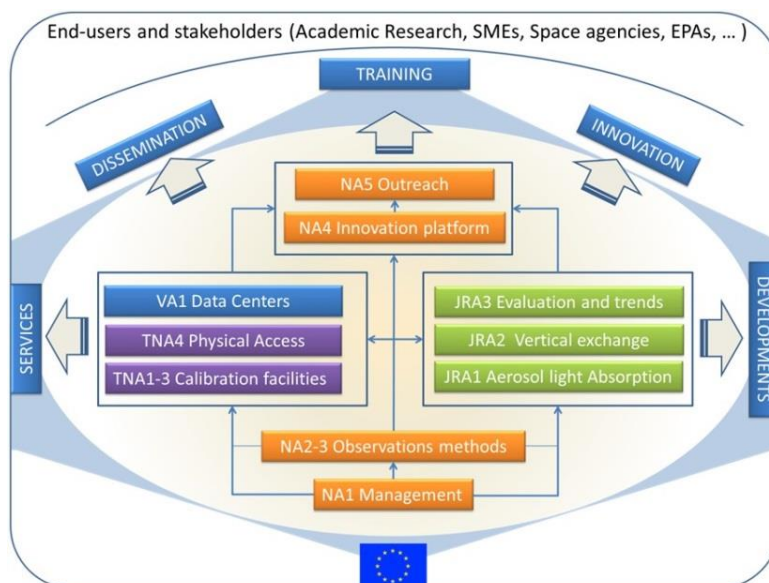 End-users and stakeholders (Academic Research, SMEs, Space agencies, EPAs, ... )
TRAINING
DISSEMINATION
INNOVATION
NA5 Outreach
NA4 Innovation platform
SERVICES
VA1 Data Centers
TNA4 Physical Access
TNA1-3 Calibration facilities
JRA3 Evaluation and trends
JRA2 Vertical exchange
JRA1 Aerosol light Absorption
DEVELOPMENTS
NA2-3 Observations methods
NA1 Management